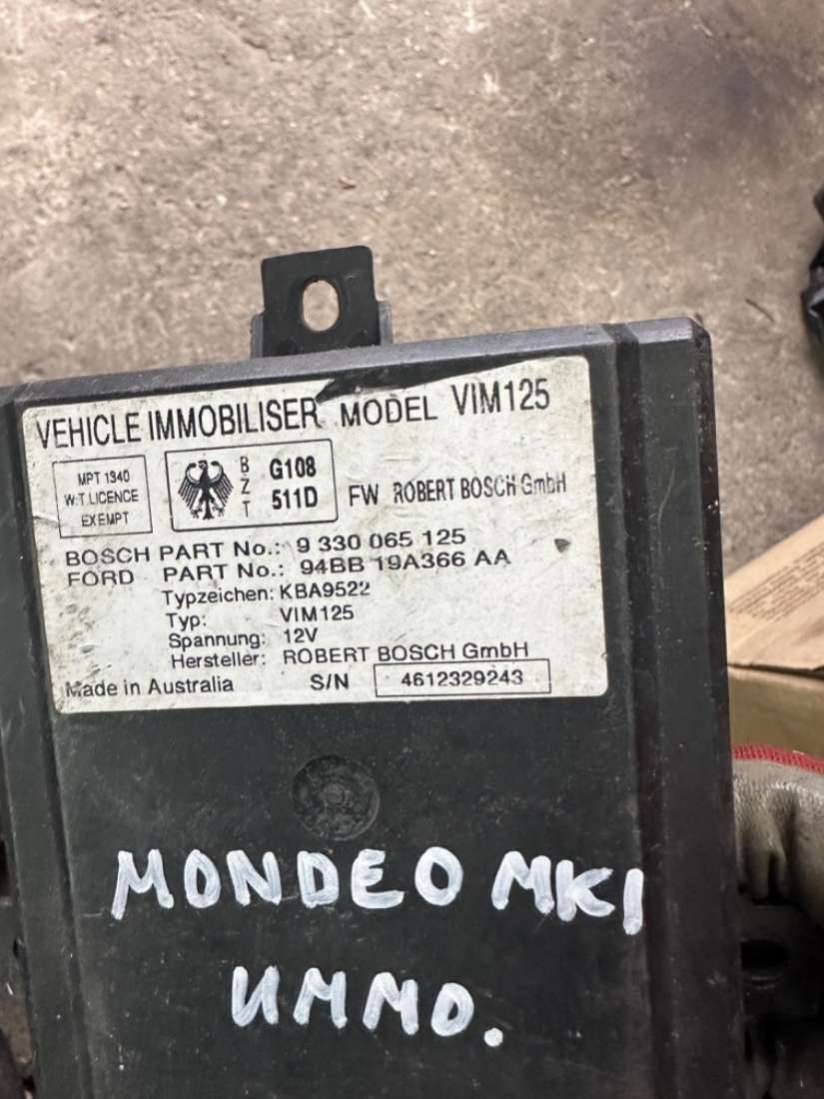 VEHICLE IMMOBILISER MODEL VIM125
MPT 1340
W·T LICENCE
EXEMPT
BZT
G108
511D
FW ROBERT BOSCH GmbH
BOSCH PART No.: 9 330 065 125
FORD PART No.: 94BB 19A366 AA
Typzeichen: KBA9522
Typ: VIM125
Spannung: 12V
Hersteller: ROBERT BOSCH GmbH
Made in Australia S/N 4612329243
MONDEO MK1
UMMO.